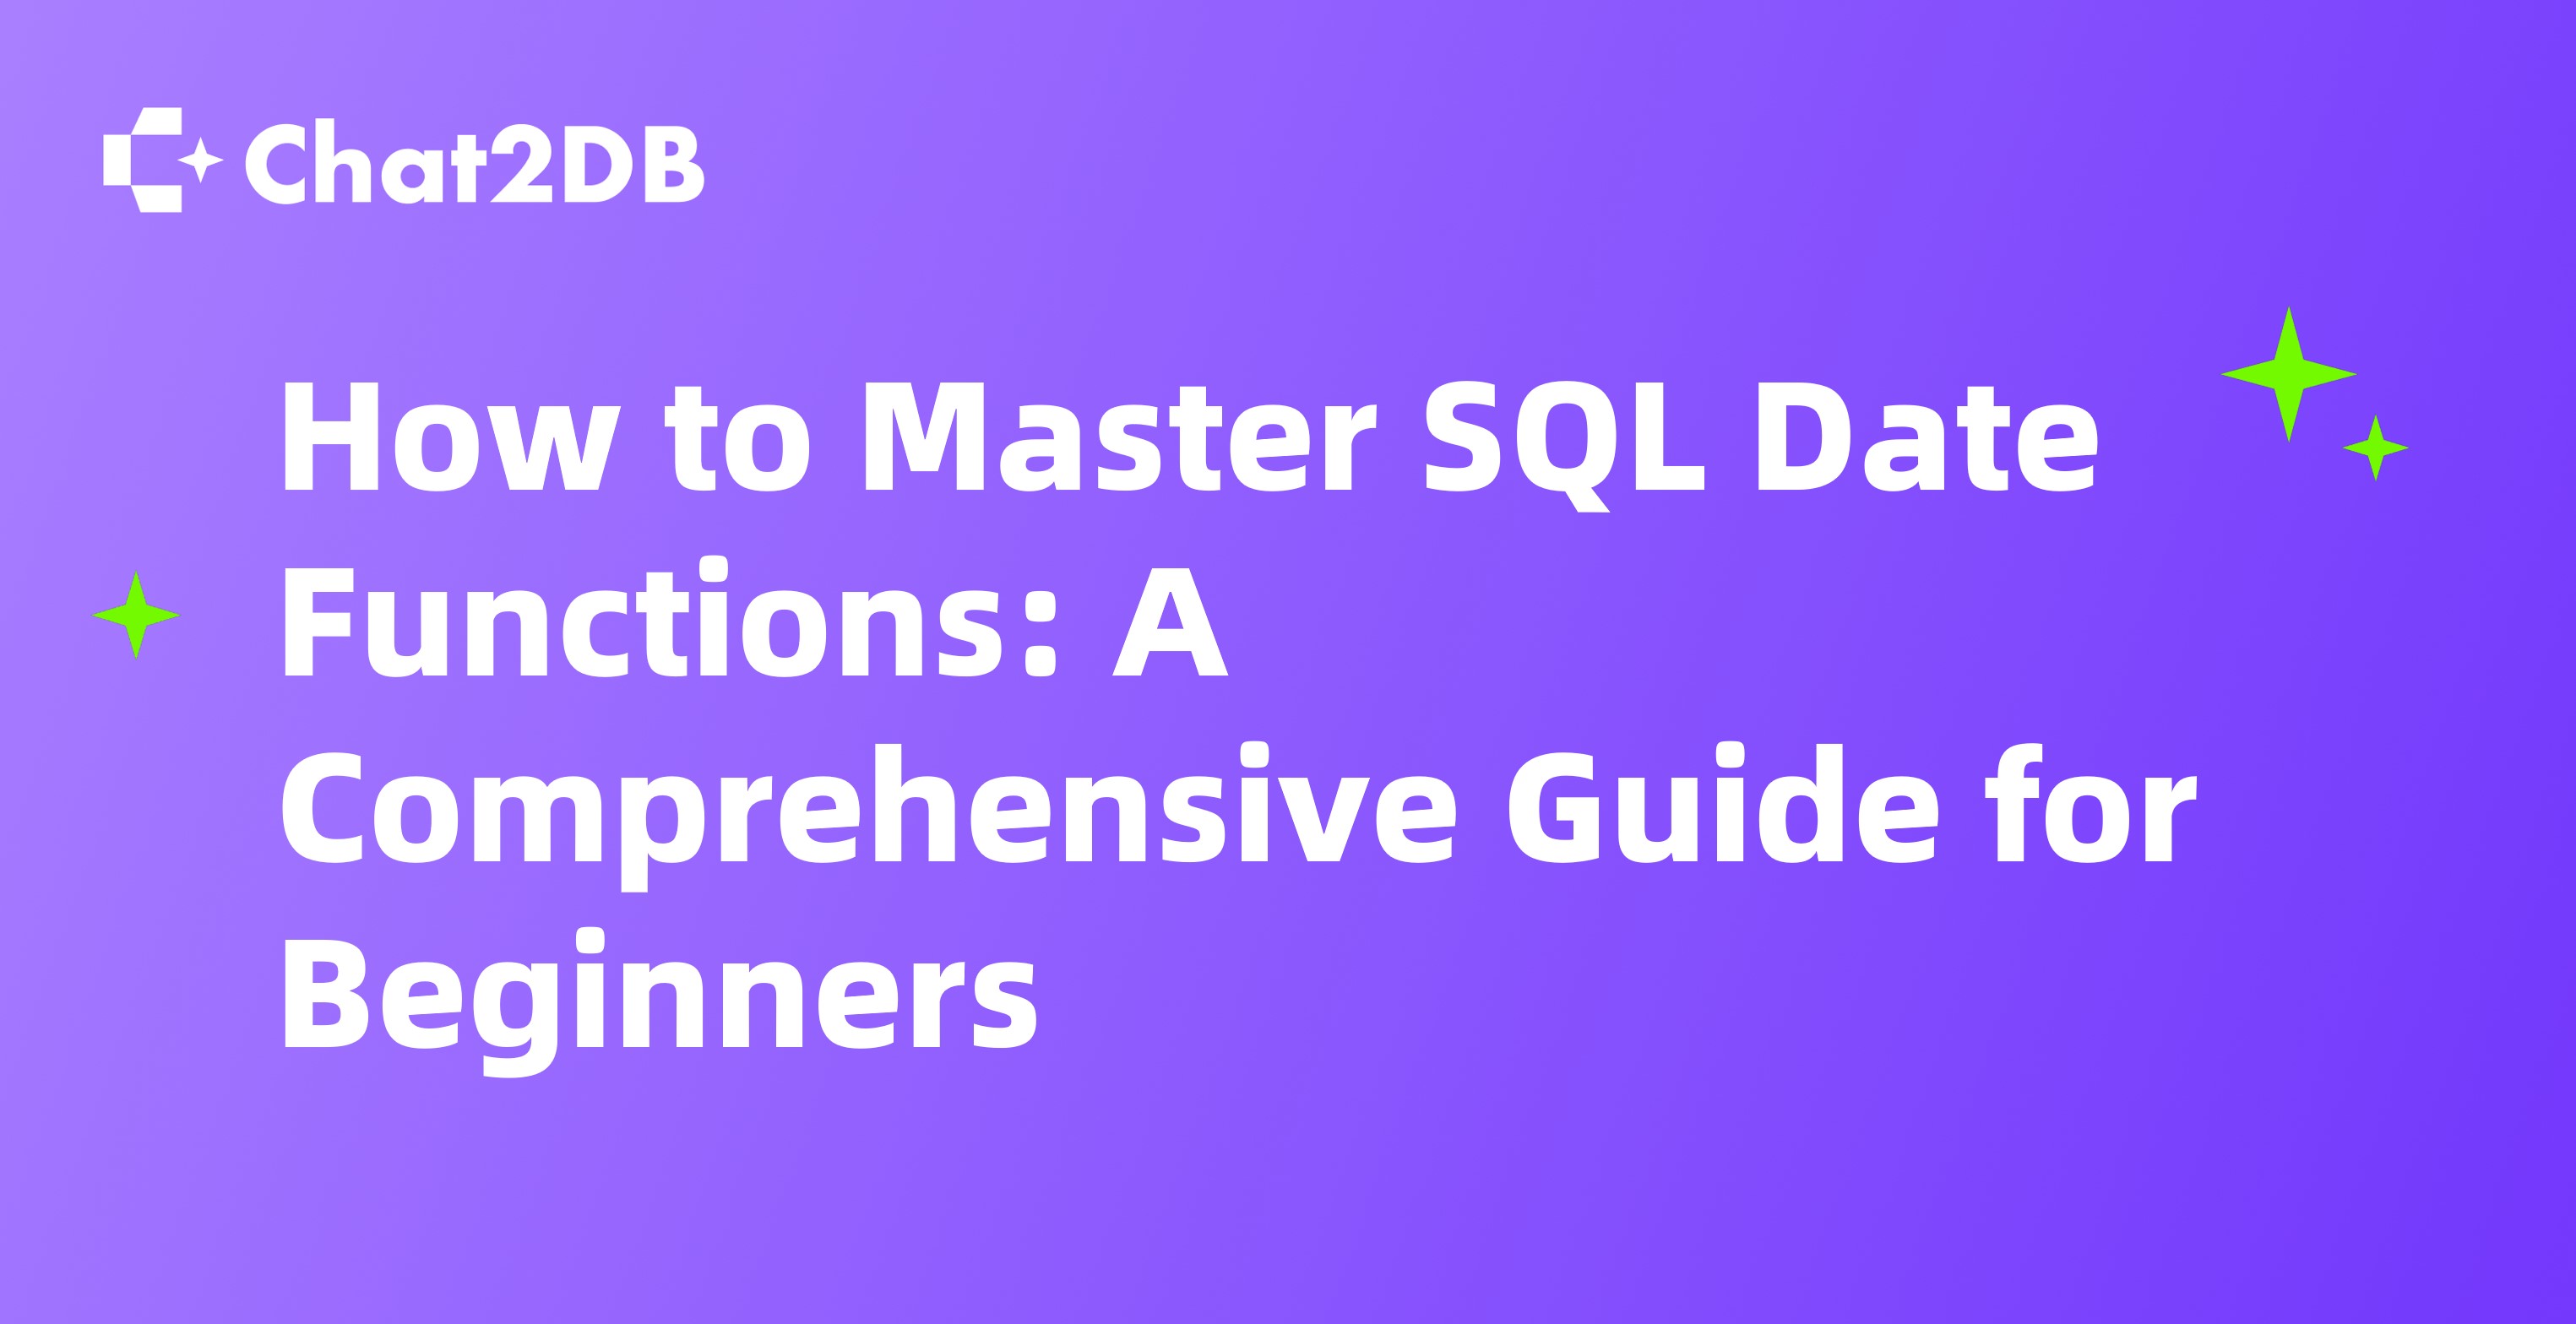 Chat2DB
How to Master SQL Date
Functions: A
Comprehensive Guide for
Beginners